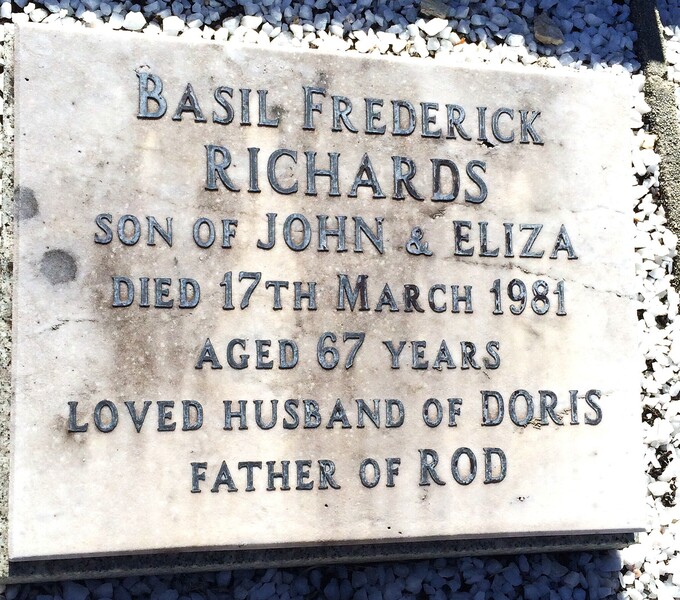 Basil Frederick
RICHARDS
SON OF JOHN & ELIZA
DIED 17TH MARCH 1981
AGED 67 YEARS
LOVED HUSBAND OF DORIS
FATHER OF ROD